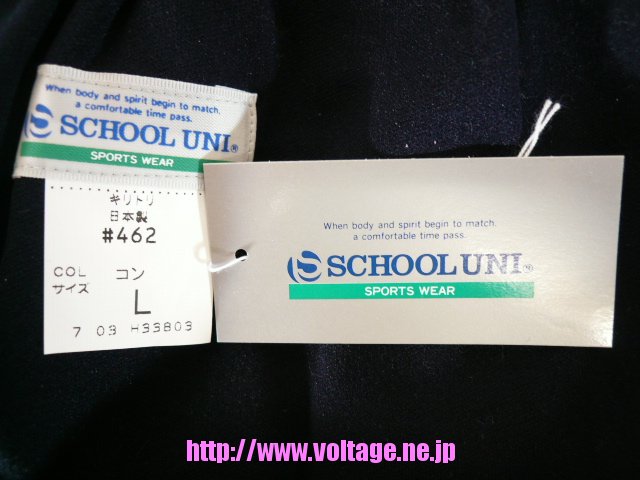 When body and spirit begin to match.
a comfortable time pass.
S SCHOOL UNI®
SPORTS WEAR
キリトリ
日本製
#462
COL コン
サイズ L
7 03 H33803
When body and spirit begin to match.
a comfortable time pass.
S SCHOOL UNI®
SPORTS WEAR
http://www.voltage.ne.jp